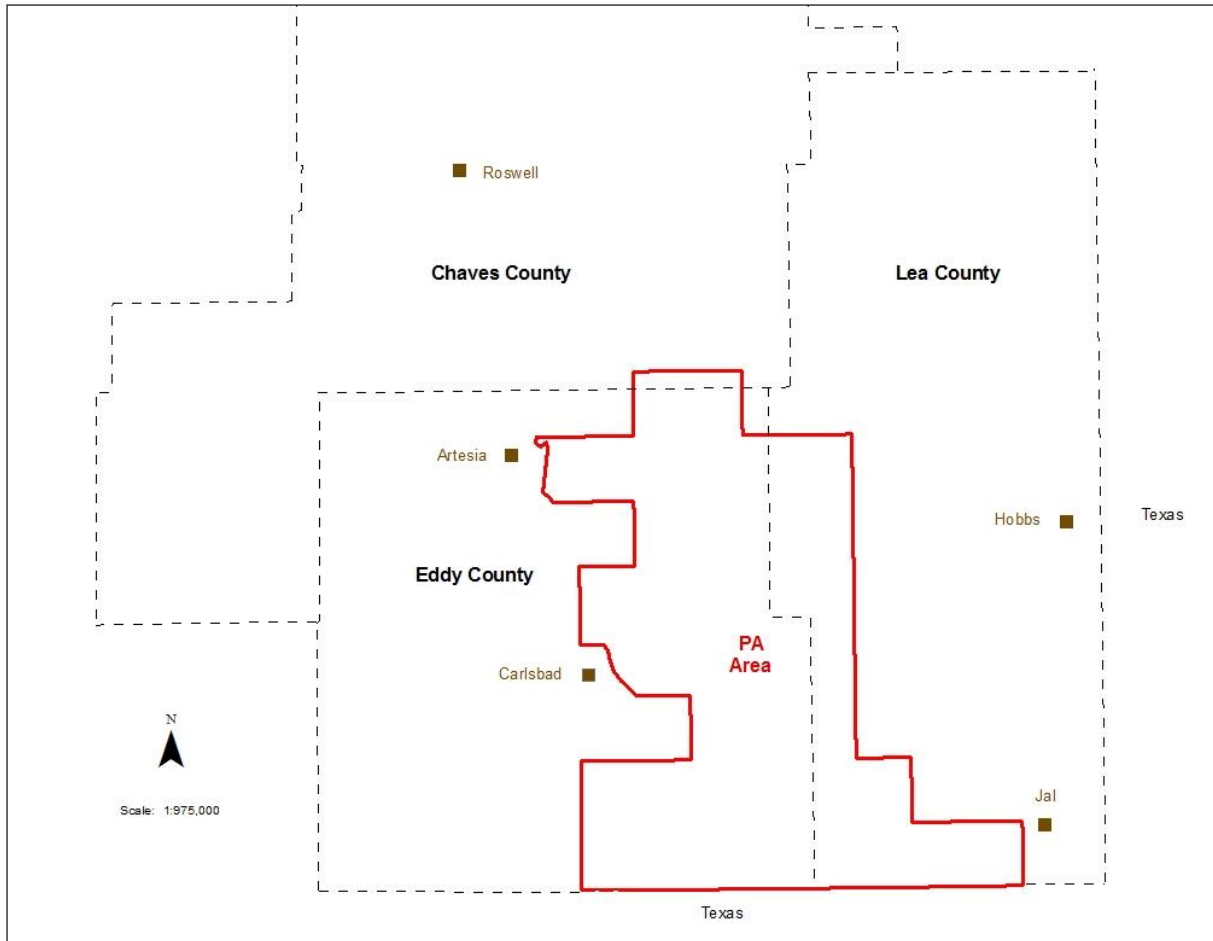 Roswell
Chaves County
Lea County
Artesia
Hobbs
Texas
Eddy County
PA
Area
Carlsbad
N
Scale: 1:975,000
Jal
Texas